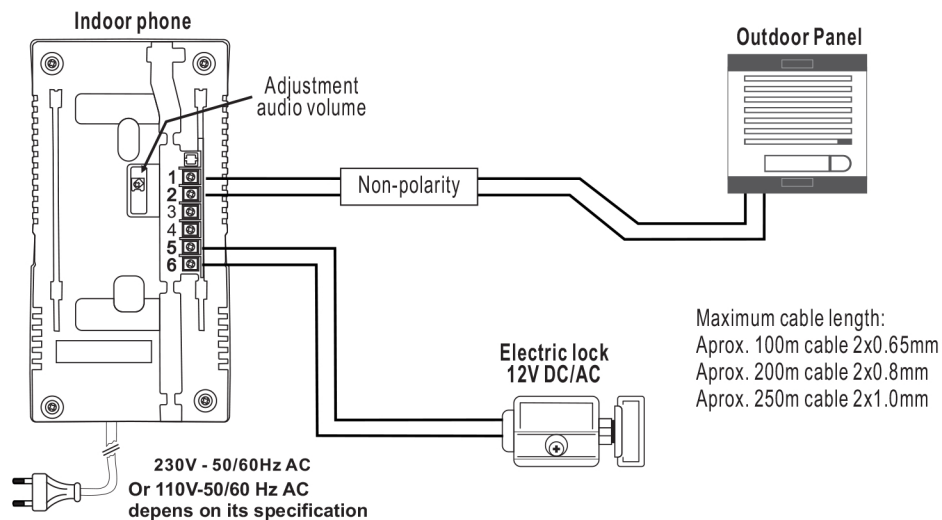 Indoor phone
Outdoor Panel
Adjustment
audio volume
1
2
3
4
5
6
Non-polarity
Electric lock
12V DC/AC
Maximum cable length:
Aprox. 100m cable 2x0.65mm
Aprox. 200m cable 2x0.8mm
Aprox. 250m cable 2x1.0mm
230V - 50/60Hz AC
Or 110V-50/60 Hz AC
depens on its specification